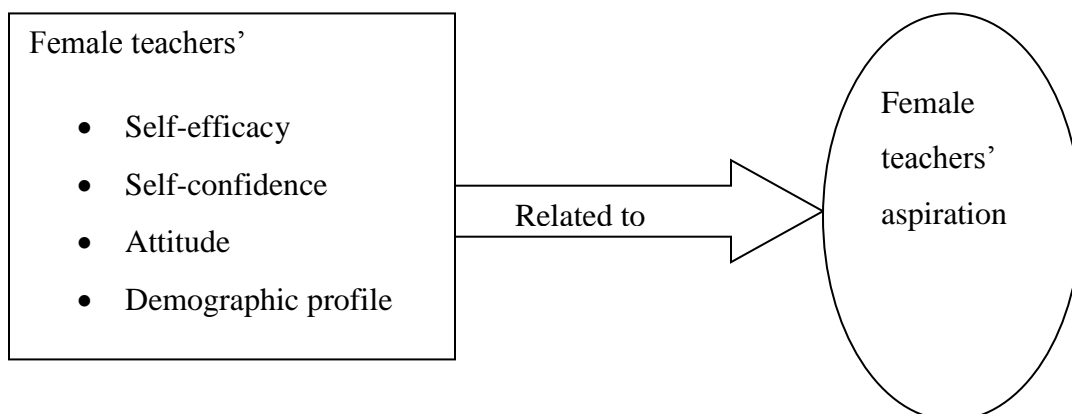 Female teachers’
• Self-efficacy
• Self-confidence
• Attitude
• Demographic profile
Related to
Female
teachers’
aspiration